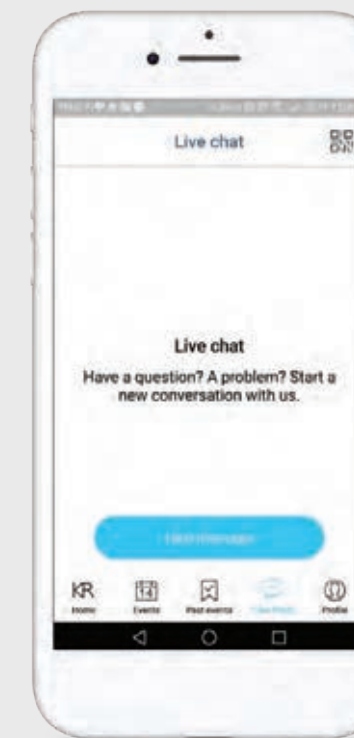 Live chat
Live chat
Have a question? A problem? Start a
new conversation with us.
KR
Home
Events
Past events
Profile